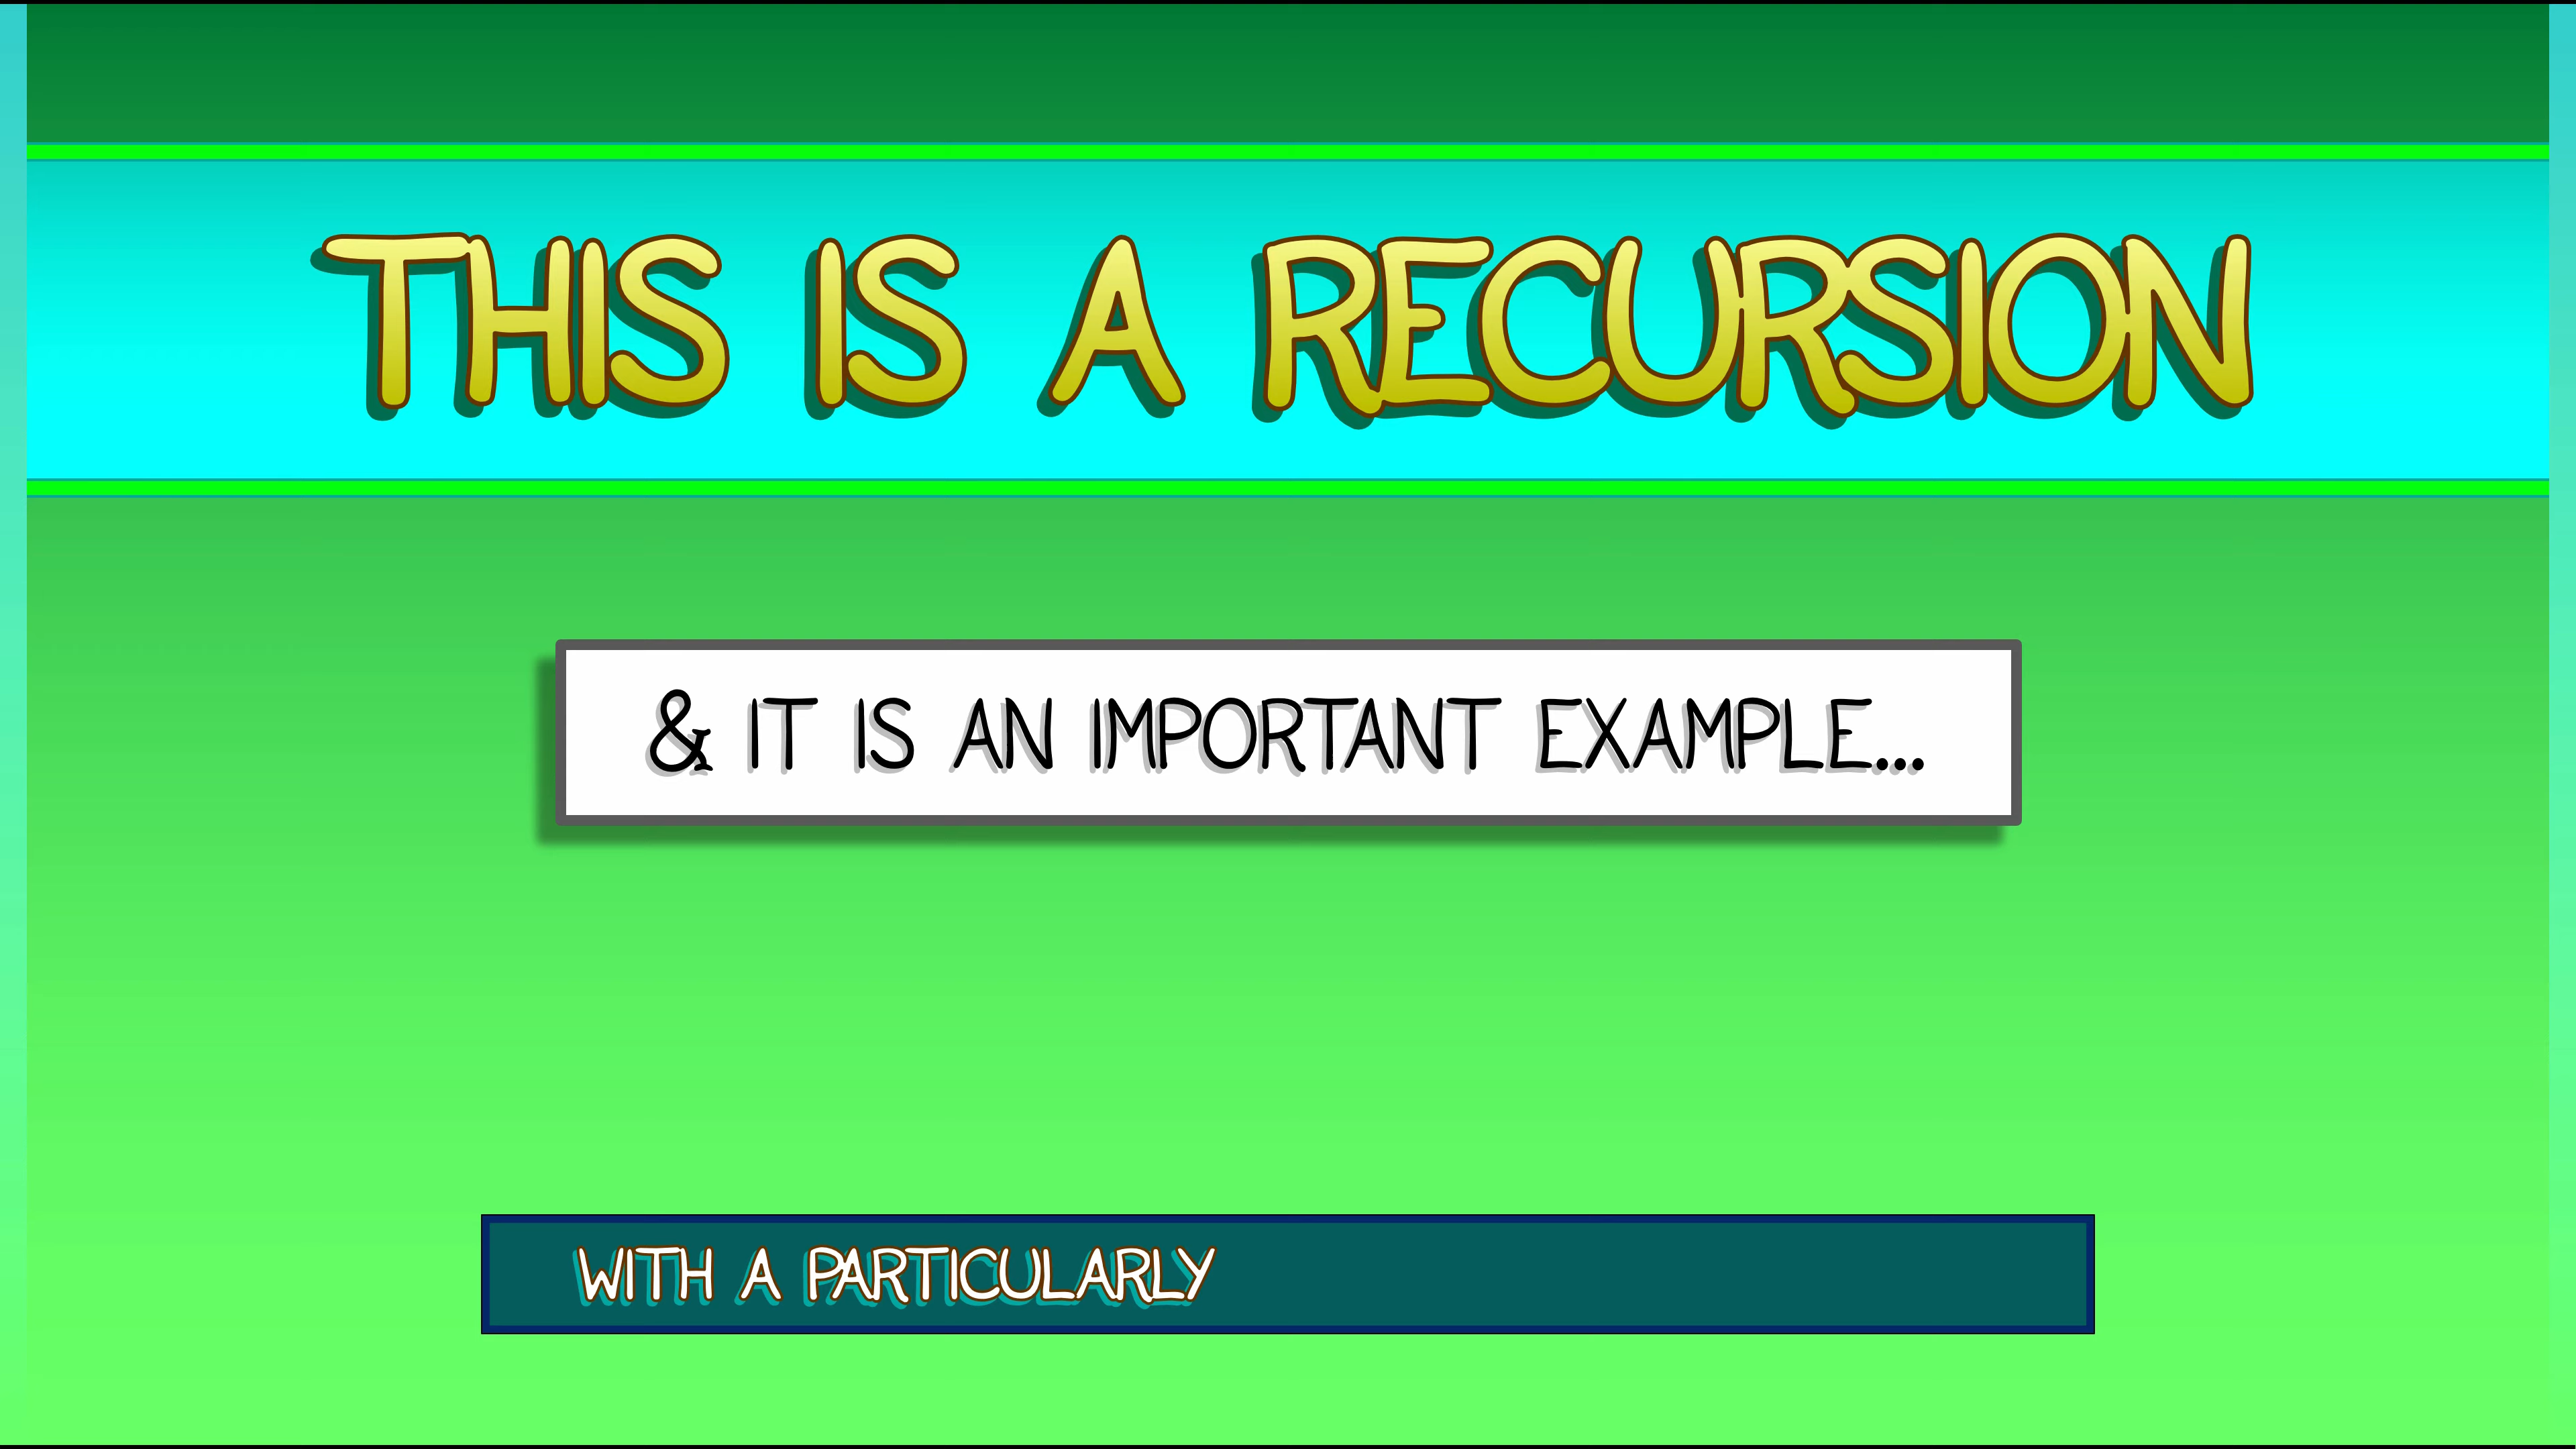 THIS IS A RECURSION
& IT IS AN IMPORTANT EXAMPLE...
WITH A PARTICULARLY